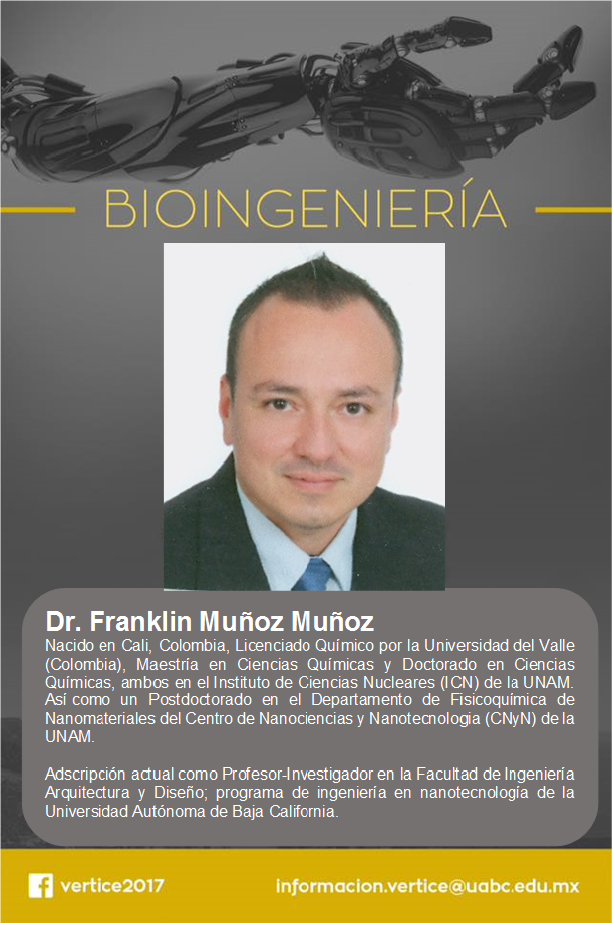 BIOINGENIERÍA
Dr. Franklin Muñoz Muñoz
Nacido en Cali, Colombia, Licenciado Químico por la Universidad del Valle
(Colombia), Maestría en Ciencias Químicas y Doctorado en Ciencias
Químicas, ambos en el Instituto de Ciencias Nucleares (ICN) de la UNAM.
Así como un Postdoctorado en el Departamento de Fisicoquímica de
Nanomateriales del Centro de Nanociencias y Nanotecnologia (CNyN) de la
UNAM.
Adscripción actual como Profesor-Investigador en la Facultad de Ingeniería
Arquitectura y Diseño; programa de ingeniería en nanotecnología de la
Universidad Autónoma de Baja California.
vertice2017
informacion.vertice@uabc.edu.mx